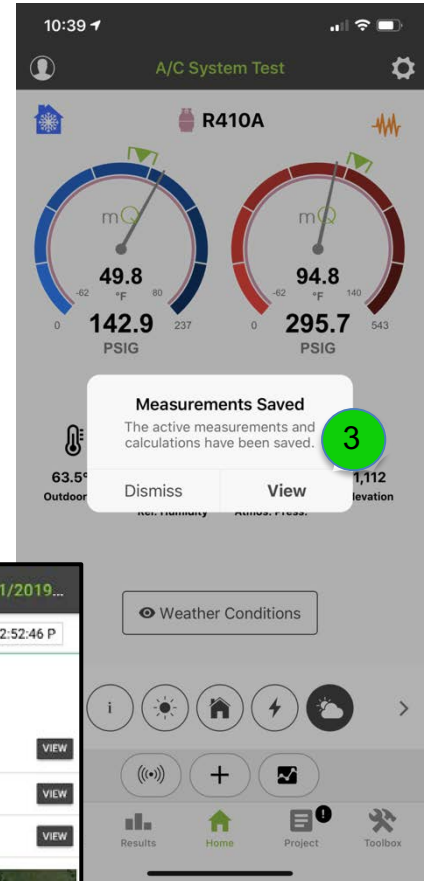 10:39
A/C System Test
R410A
mQ
mQ
49.8
94.8
-62 °F 80
-62 °F 140
0 142.9 237
0 295.7 543
PSIG
PSIG
Measurements Saved
The active measurements and
calculations have been saved.
3
Dismiss View
63.5°
1,112
Outdoor
Rel. Humidity Atmos. Press.
Weather Conditions
i
Results Home Project Toolbox
!
1/2019...
2:52:46 P
VIEW
VIEW
VIEW